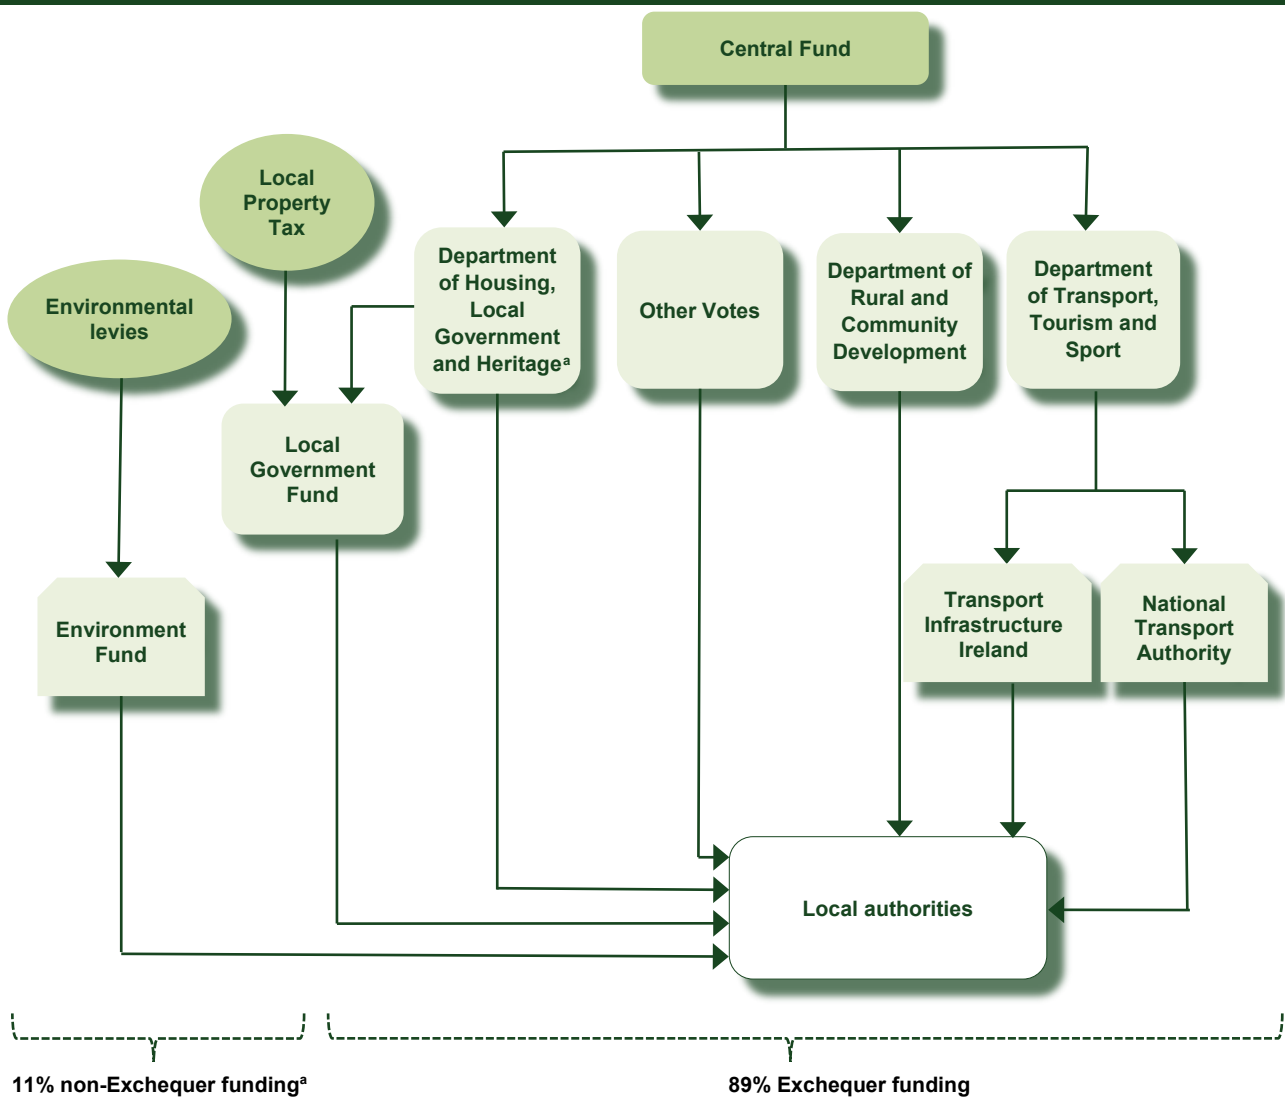 Central Fund
Local
Property
Tax
Environmental
levies
Department
of Housing,
Local
Government
and Heritageᵃ
Other Votes
Department of
Rural and
Community
Development
Department
of Transport,
Tourism and
Sport
Local
Government
Fund
Environment
Fund
Transport
Infrastructure
Ireland
National
Transport
Authority
Local authorities
11% non-Exchequer fundingᵃ
89% Exchequer funding